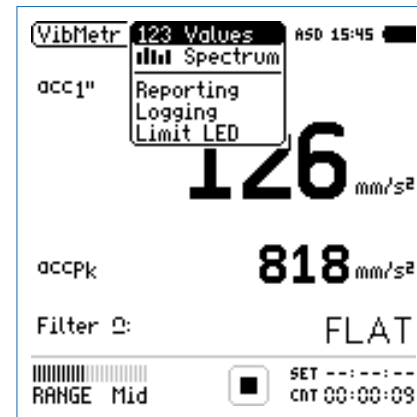 VibMetr 123 Values ASD 15:45
Spectrum
acc1" Reporting
Logging
Limit LED
126 mm/s²
accPk 818 mm/s²
Filter Ω: FLAT
SET --:--:--
RANGE Mid CNT 00:00:09